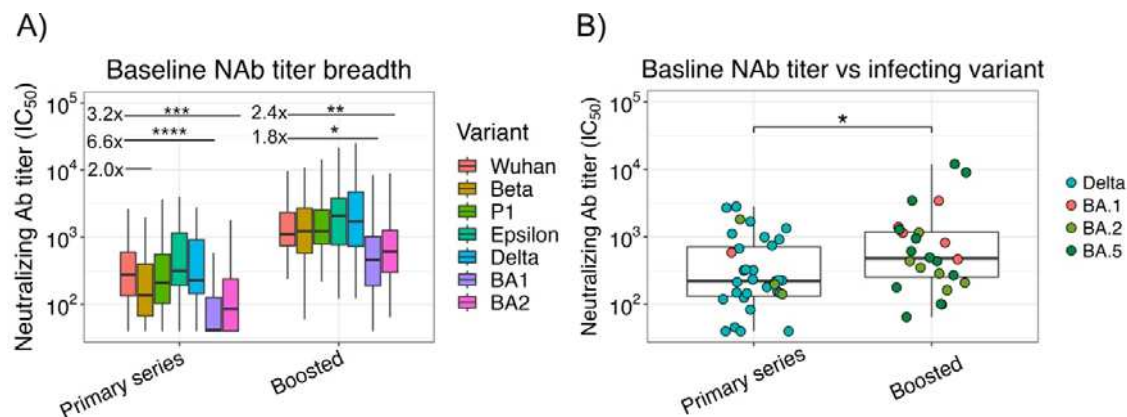 A)
Baseline NAb titer breadth
Neutralizing Ab titer (IC50)
10^5
10^4
10^3
10^2
3.2x
***
6.6x
****
2.0x
2.4x
**
1.8x
*
Primary series
Boosted
Variant
Wuhan
Beta
P1
Epsilon
Delta
BA1
BA2
B)
Basline NAb titer vs infecting variant
Neutralizing Ab titer (IC50)
10^5
10^4
10^3
10^2
*
Primary series
Boosted
Delta
BA.1
BA.2
BA.5